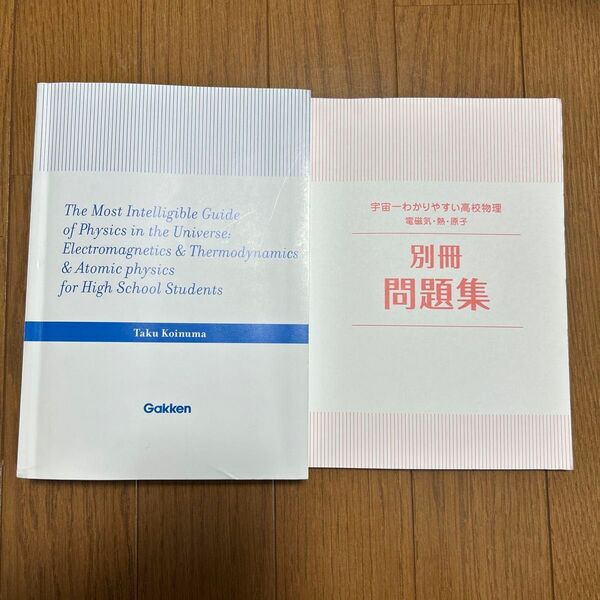 The Most Intelligible Guide
of Physics in the Universe:
Electromagnetics & Thermodynamics
& Atomic physics
for High School Students
Taku Koinuma
Gakken
宇宙一わかりやすい高校物理
電磁気・熱・原子
別冊
問題集